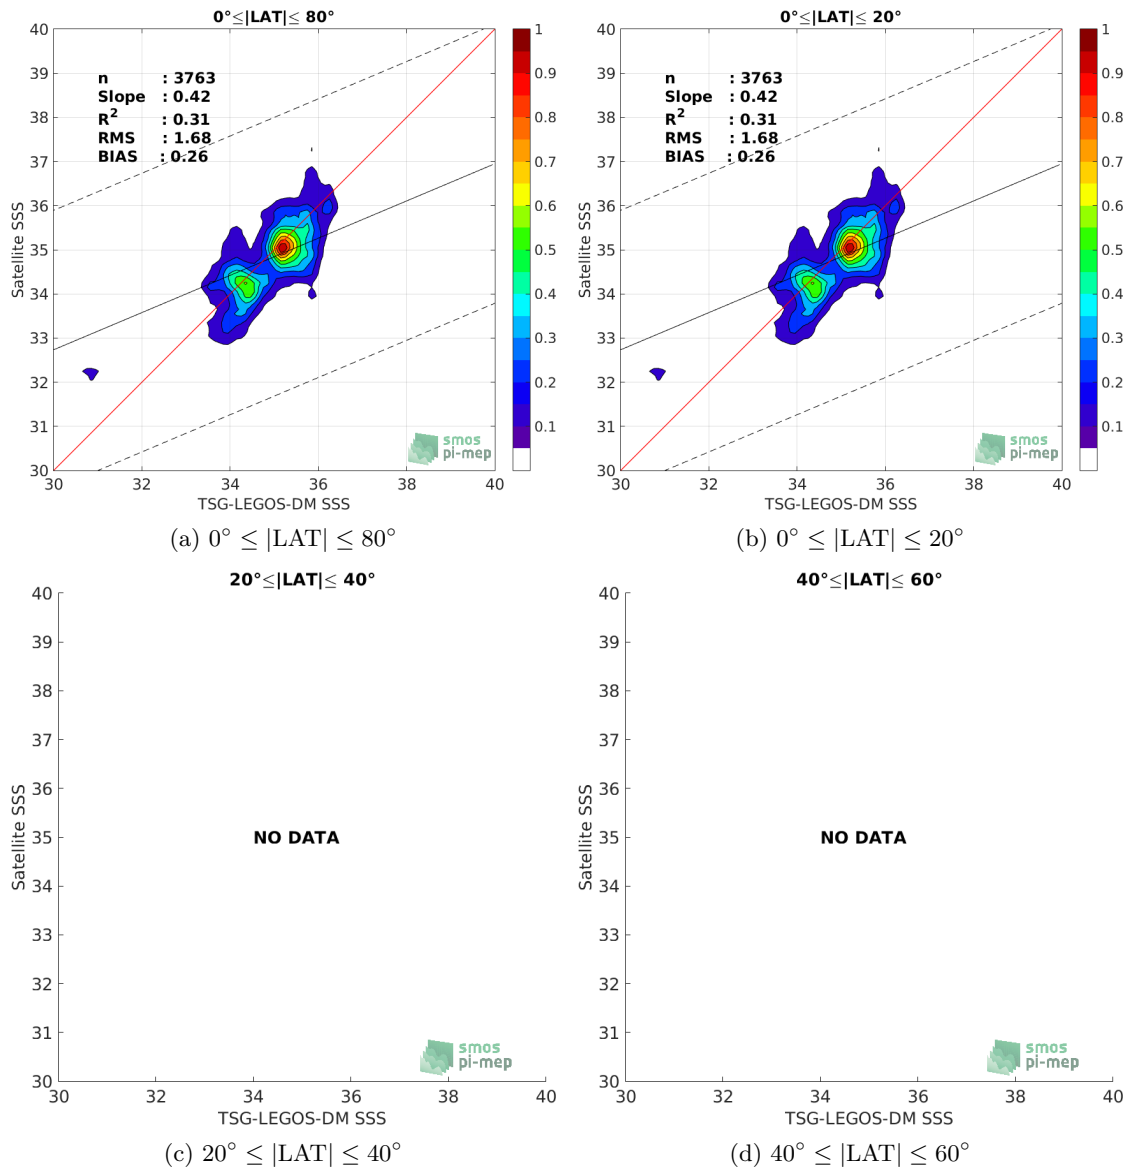 0°≤|LAT|≤ 80°
40
39
38
37
36
35
34
33
32
31
30
Satellite SSS
n : 3763
Slope : 0.42
R2 : 0.31
RMS : 1.68
BIAS : 0.26
1
0.9
0.8
0.7
0.6
0.5
0.4
0.3
0.2
0.1
smos
pi-mep
30 32 34 36 38 40
TSG-LEGOS-DM SSS
(a) 0° ≤ |LAT| ≤ 80°
0°≤|LAT|≤ 20°
40
39
38
37
36
35
34
33
32
31
30
Satellite SSS
n : 3763
Slope : 0.42
R2 : 0.31
RMS : 1.68
BIAS : 0.26
1
0.9
0.8
0.7
0.6
0.5
0.4
0.3
0.2
0.1
smos
pi-mep
30 32 34 36 38 40
TSG-LEGOS-DM SSS
(b) 0° ≤ |LAT| ≤ 20°
20°≤|LAT|≤ 40°
40
39
38
37
36
35
34
33
32
31
30
Satellite SSS
NO DATA
smos
pi-mep
30 32 34 36 38 40
TSG-LEGOS-DM SSS
(c) 20° ≤ |LAT| ≤ 40°
40°≤|LAT|≤ 60°
40
39
38
37
36
35
34
33
32
31
30
Satellite SSS
NO DATA
smos
pi-mep
30 32 34 36 38 40
TSG-LEGOS-DM SSS
(d) 40° ≤ |LAT| ≤ 60°